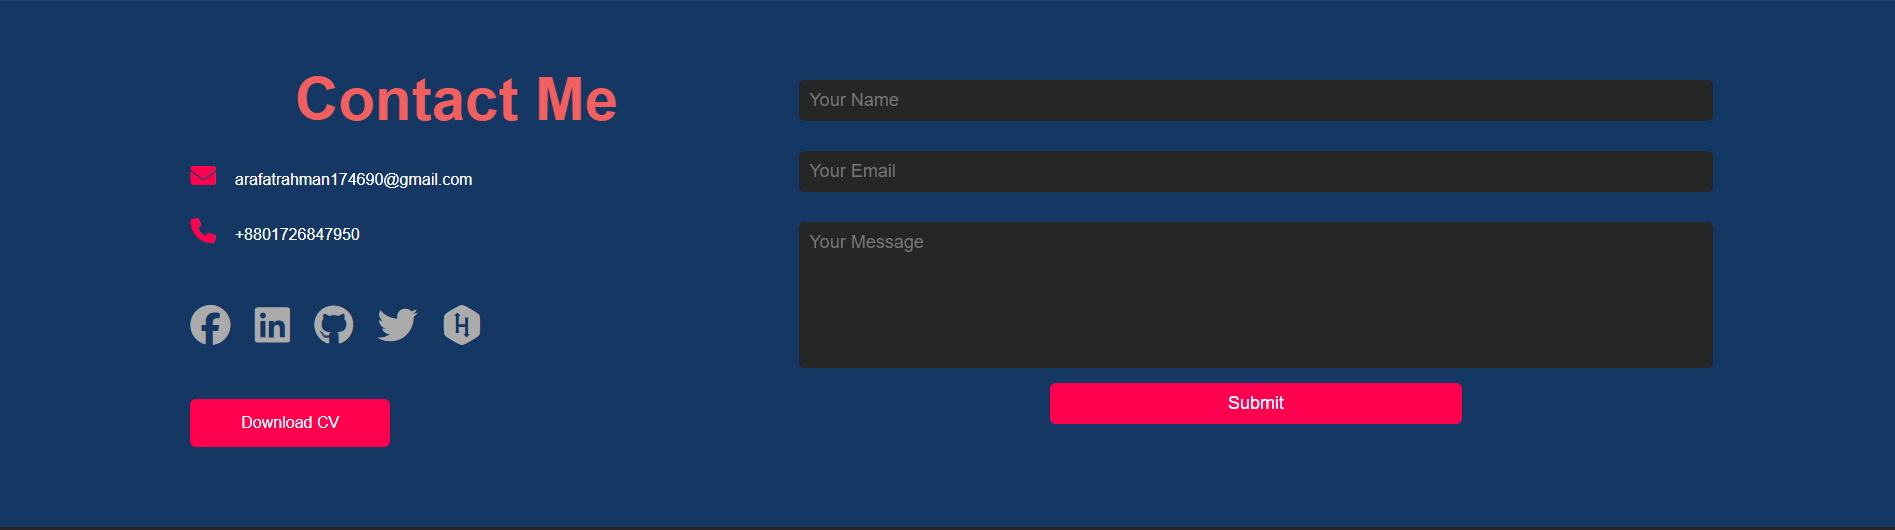 Contact Me
arafatrahman174690@gmail.com
+8801726847950
Download CV
Your Name
Your Email
Your Message
Submit